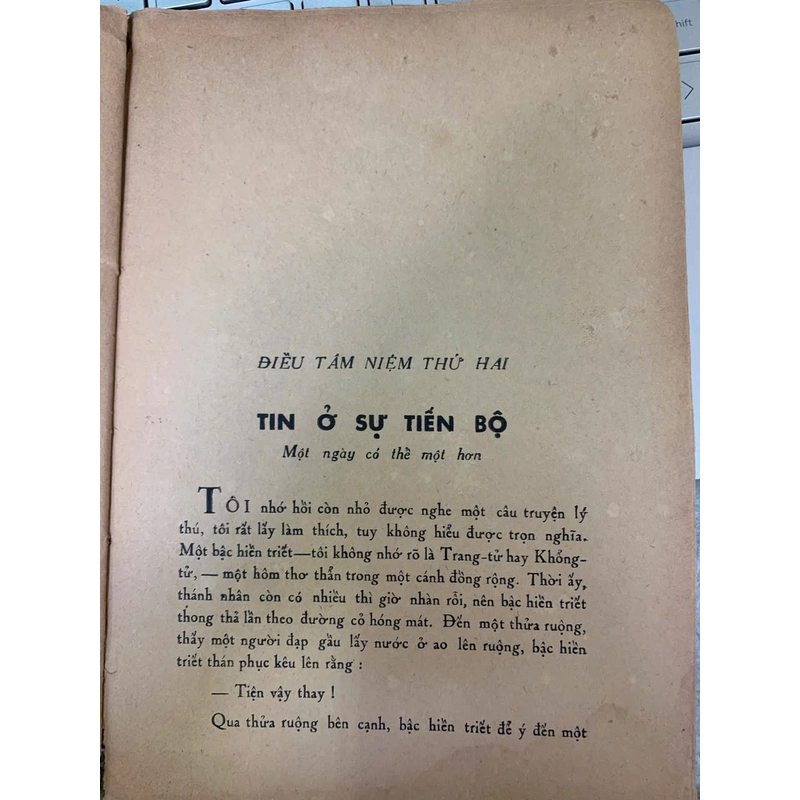 shift
>
ĐIỀU TÂM NIỆM THỨ HAI
TIN Ở SỰ TIẾN BỘ
Một ngày có thể một hơn
TÔI nhớ hồi còn nhỏ được nghe một câu truyện lý
thú, tôi rất lấy làm thích, tuy không hiểu được trọn nghĩa.
Một bậc hiền triết—tôi không nhớ rõ là Trang-tử hay Khổng-
tử, — một hôm thơ thẩn trong một cánh đồng rộng. Thời ấy,
thánh nhân còn có nhiều thì giờ nhàn rỗi, nên bậc hiền triết
thong thả lần theo đường cỏ hóng mát. Đến một thửa ruộng,
thấy một người đạp gầu lấy nước ở ao lên ruộng, bậc hiền
triết thán phục kêu lên rằng :
— Tiện vậy thay !
Qua thửa ruộng bên cạnh, bậc hiền triết để ý đến một